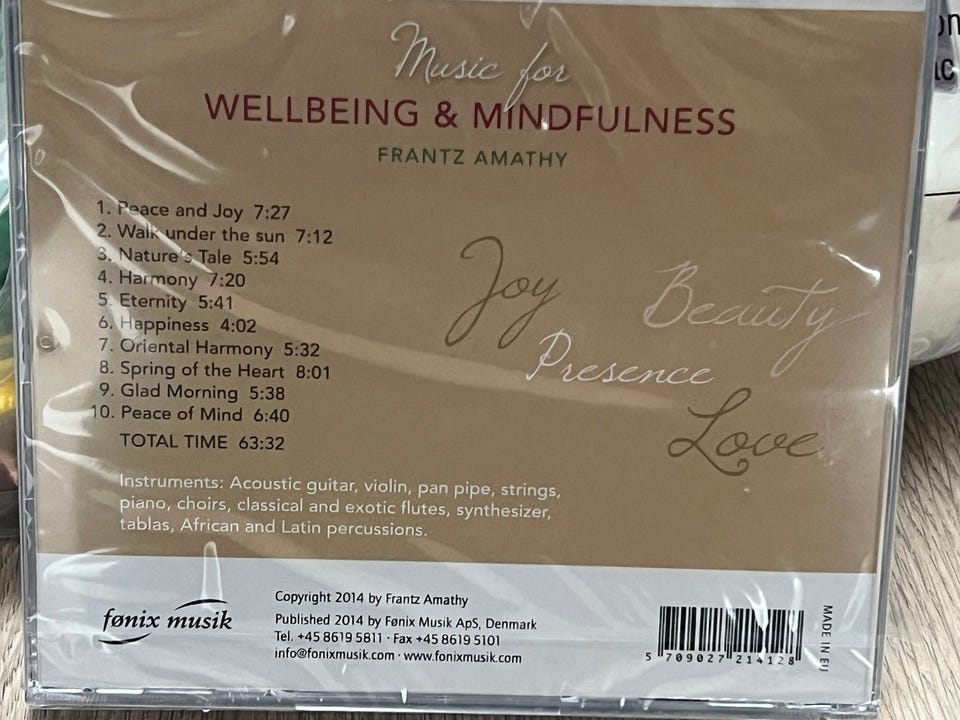 Music for
WELLBEING & MINDFULNESS
FRANTZ AMATHY
1. Peace and Joy 7:27
2. Walk under the sun 7:12
3. Nature's Tale 5:54
4. Harmony 7:20
5. Eternity 5:41
6. Happiness 4:02
7. Oriental Harmony 5:32
8. Spring of the Heart 8:01
9. Glad Morning 5:38
10. Peace of Mind 6:40
TOTAL TIME 63:32
Joy
Beauty
Presence
Love
Instruments: Acoustic guitar, violin, pan pipe, strings,
piano, choirs, classical and exotic flutes, synthesizer,
tablas, African and Latin percussions.
fønix musik
Copyright 2014 by Frantz Amathy
Published 2014 by Fønix Musik ApS, Denmark
Tel. +45 8619 5811 · Fax +45 8619 5101
info@fonixmusik.com · www.fonixmusik.com
5 709027 214128
MADE IN EU